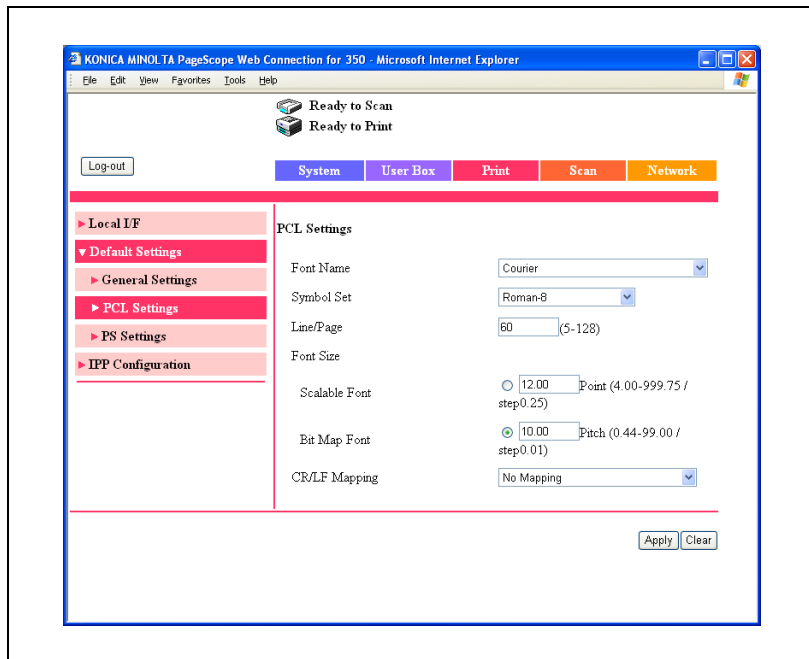 KONICA MINOLTA PageScope Web Connection for 350 - Microsoft Internet Explorer
File Edit View Favorites Tools Help
Ready to Scan
Ready to Print
Log-out
System User Box Print Scan Network
Local I/F
Default Settings
General Settings
PCL Settings
PS Settings
IPP Configuration
PCL Settings
Font Name Courier
Symbol Set Roman-8
Line/Page 60 (5-128)
Font Size
Scalable Font 12.00 Point (4.00-999.75 /
step0.25)
Bit Map Font 10.00 Pitch (0.44-99.00 /
step0.01)
CR/LF Mapping No Mapping
Apply Clear